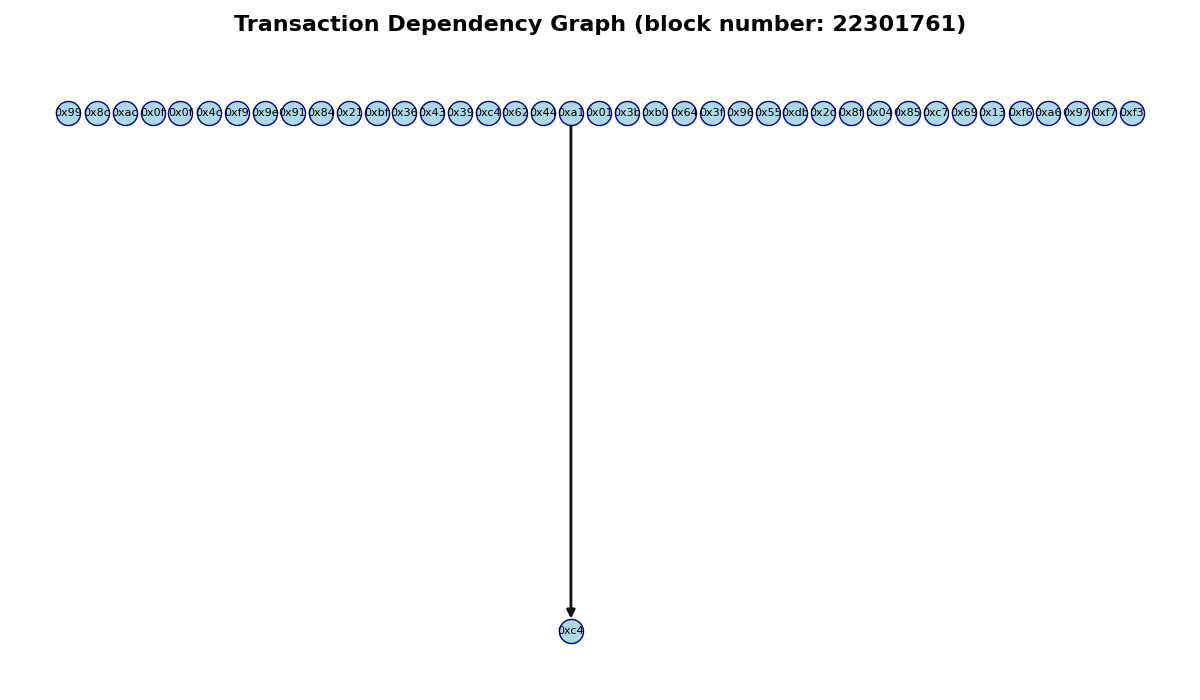 Transaction Dependency Graph (block number: 22301761)
0x99 0x8c 0xac 0x0f 0x0f 0x4c 0xf9 0x9e 0x91 0x84 0x21 0xbf 0x36 0x43 0x39 0xc4 0x62 0x44 0xa1 0x01 0x3b 0xb0 0x64 0x3f 0x96 0x55 0xdb 0x2d 0x8f 0x04 0x85 0xc7 0x69 0x13 0xf6 0xa6 0x97 0xf7 0xf3
0xc4